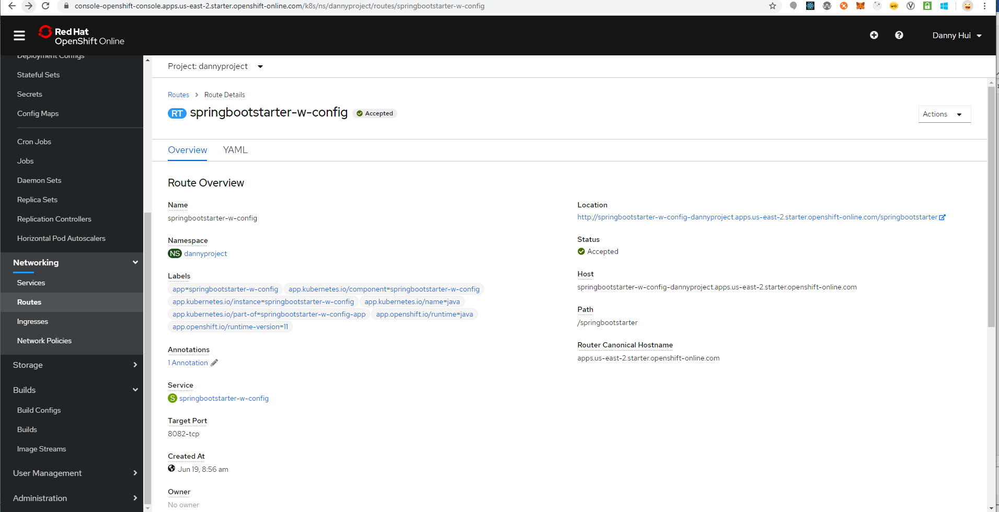 console-openshift-console.apps.us-east-2.starter.openshift-online.com/k8s/ns/dannyproject/routes/springbootstarter-w-config
Red Hat
OpenShift Online
Danny Hui
Deployment Configs
Stateful Sets
Secrets
Config Maps
Cron Jobs
Jobs
Daemon Sets
Replica Sets
Replication Controllers
Horizontal Pod Autoscalers
Networking
Services
Routes
Ingresses
Network Policies
Storage
Builds
Build Configs
Builds
Image Streams
User Management
Administration
Project: dannyproject
Routes > Route Details
RT springbootstarter-w-config Accepted
Actions
Overview YAML
Route Overview
Name
springbootstarter-w-config
Namespace
NS dannyproject
Labels
app=springbootstarter-w-config app.kubernetes.io/component=springbootstarter-w-config
app.kubernetes.io/instance=springbootstarter-w-config app.kubernetes.io/name=java
app.kubernetes.io/part-of=springbootstarter-w-config-app app.openshift.io/runtime=java
app.openshift.io/runtime-version=11
Annotations
1 Annotation
Service
S springbootstarter-w-config
Target Port
8082-tcp
Created At
Jun 19, 8:56 am
Owner
No owner
Location
http://springbootstarter-w-config-dannyproject.apps.us-east-2.starter.openshift-online.com/springbootstarter
Status
Accepted
Host
springbootstarter-w-config-dannyproject.apps.us-east-2.starter.openshift-online.com
Path
/springbootstarter
Router Canonical Hostname
apps.us-east-2.starter.openshift-online.com